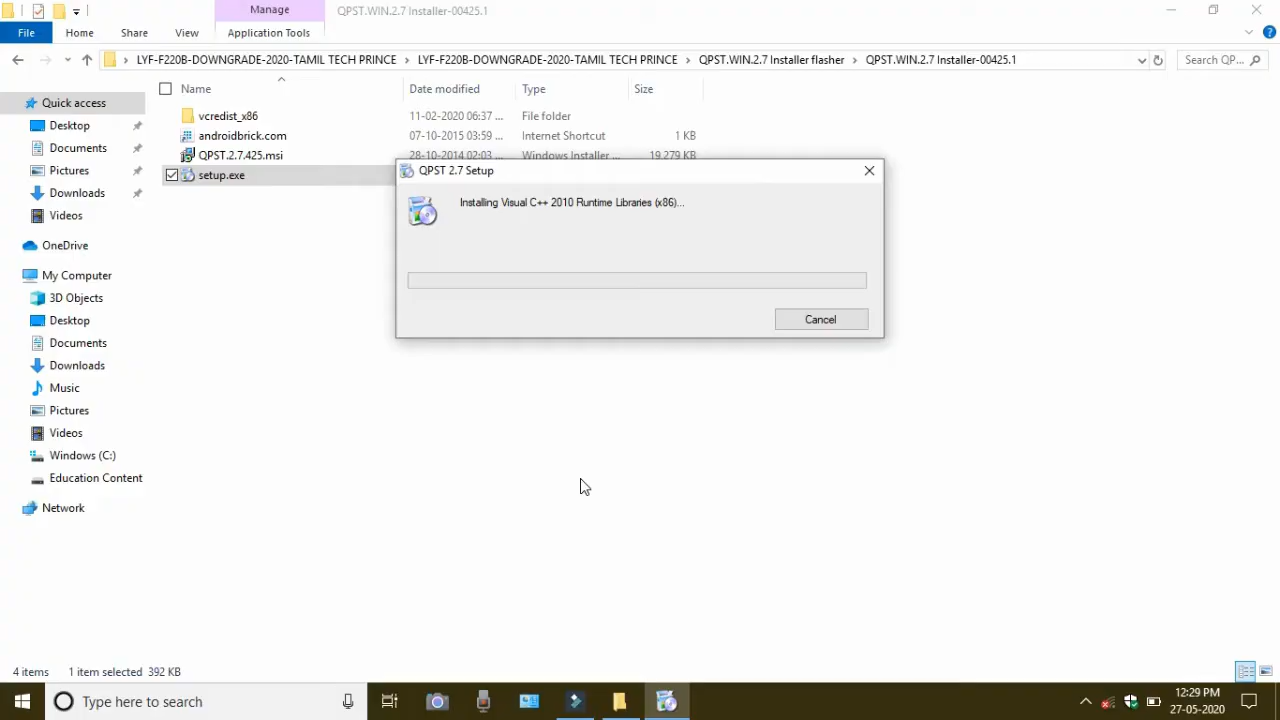 Manage
QPST.WIN.2.7 Installer-00425.1
File
Home
Share
View
Application Tools
LYF-F220B-DOWNGRADE-2020-TAMIL TECH PRINCE
LYF-F220B-DOWNGRADE-2020-TAMIL TECH PRINCE
QPST.WIN.2.7 Installer flasher
QPST.WIN.2.7 Installer-00425.1
Search QP...
Name
Date modified
Type
Size
vcredist_x86
11-02-2020 06:37 ...
File folder
androidbrick.com
07-10-2015 03:59 ...
Internet Shortcut
1 KB
QPST.2.7.425.msi
28-10-2014 02:03 ...
Windows Installer ...
19,279 KB
setup.exe
QPST 2.7 Setup
Installing Visual C++ 2010 Runtime Libraries (x86)...
Cancel
Quick access
Desktop
Documents
Pictures
Downloads
Videos
OneDrive
My Computer
3D Objects
Desktop
Documents
Downloads
Music
Pictures
Videos
Windows (C:)
Education Content
Network
4 items
1 item selected 392 KB
Type here to search
12:29 PM
27-05-2020